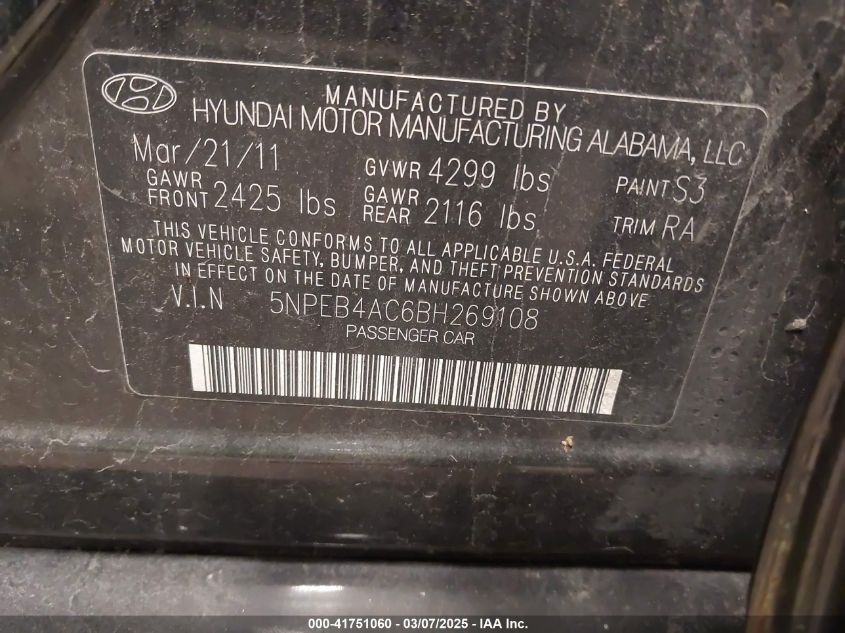 MANUFACTURED BY
HYUNDAI MOTOR MANUFACTURING ALABAMA, LLC
Mar/21/11 GVWR 4299 lbs PAINT S3
GAWR FRONT 2425 lbs GAWR REAR 2116 lbs TRIM RA
THIS VEHICLE CONFORMS TO ALL APPLICABLE U.S.A. FEDERAL
MOTOR VEHICLE SAFETY, BUMPER, AND THEFT PREVENTION STANDARDS
IN EFFECT ON THE DATE OF MANUFACTURE SHOWN ABOVE
V.I.N 5NPEB4AC6BH269108
PASSENGER CAR
000-41751060 - 03/07/2025 - IAA Inc.